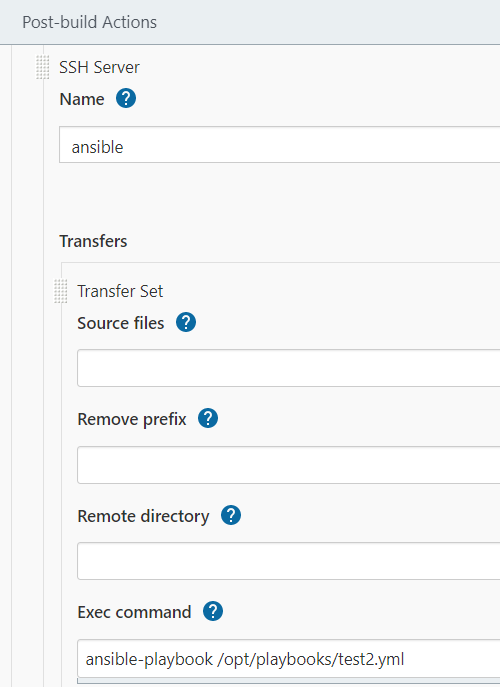 Post-build Actions
SSH Server
Name ?
ansible
Transfers
Transfer Set
Source files ?
Remove prefix ?
Remote directory ?
Exec command ?
ansible-playbook /opt/playbooks/test2.yml